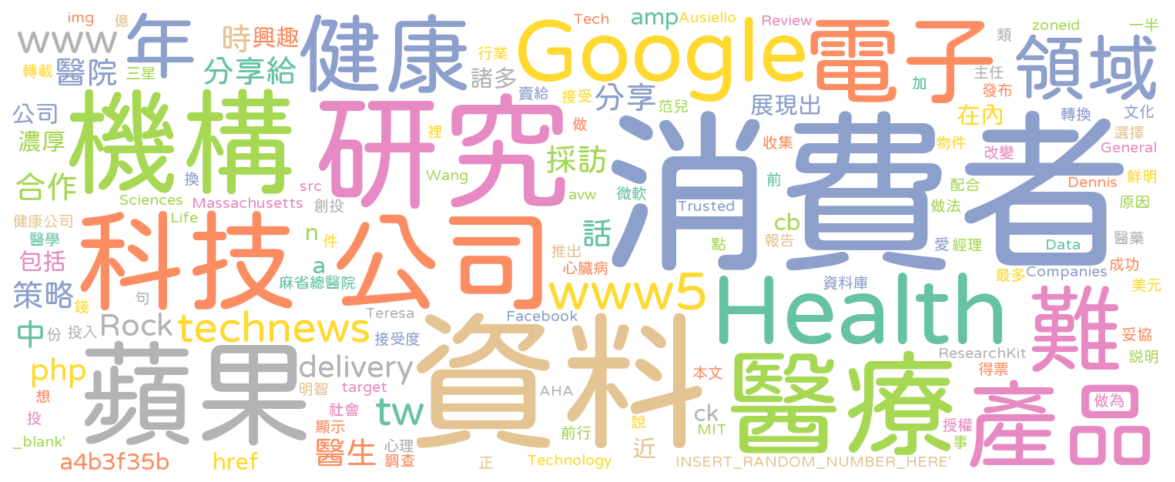 img 億 Tech amp Ausiello Review 類 zoneid 一半
www 年 健康 時 興趣 行業 Google 電子 主任 領域
轉載 醫院 三星 分享給 諸多 賣給 接受 分享 展現出 加 發布
公司 機構 研究 范兒 做 在內 轉換 文化
濃厚 裡 採訪 消費者 收集 物件 改變 選擇 General
合作 換 src Wang avw 微軟 前 配合 Dennis 鮮明
Sciences Massachusetts 創投 Trusted 做法 原因
健康公司 Life 科技公司 n 件 話 點 cb 愛 經理 Data 醫藥
醫學 包括 a 推出 報告 成功
策略 錢 句 麻省總醫院 心臟病 www5 資料庫 最多 Companies 美元
中 份 投入 Rock technews Teresa Facebook Health 難 妥協
接受度 資料 ResearchKit 說明
php 蘋果 delivery 本文 醫療 得票
想 明智 target AHA 產品 做為
投 社會 tw 說 ck 授權
_blank' 顯示 前行 近 MIT 事
a4b3f35b href 醫生 心理 調查 正 Technology INSERT_RANDOM_NUMBER_HERE'